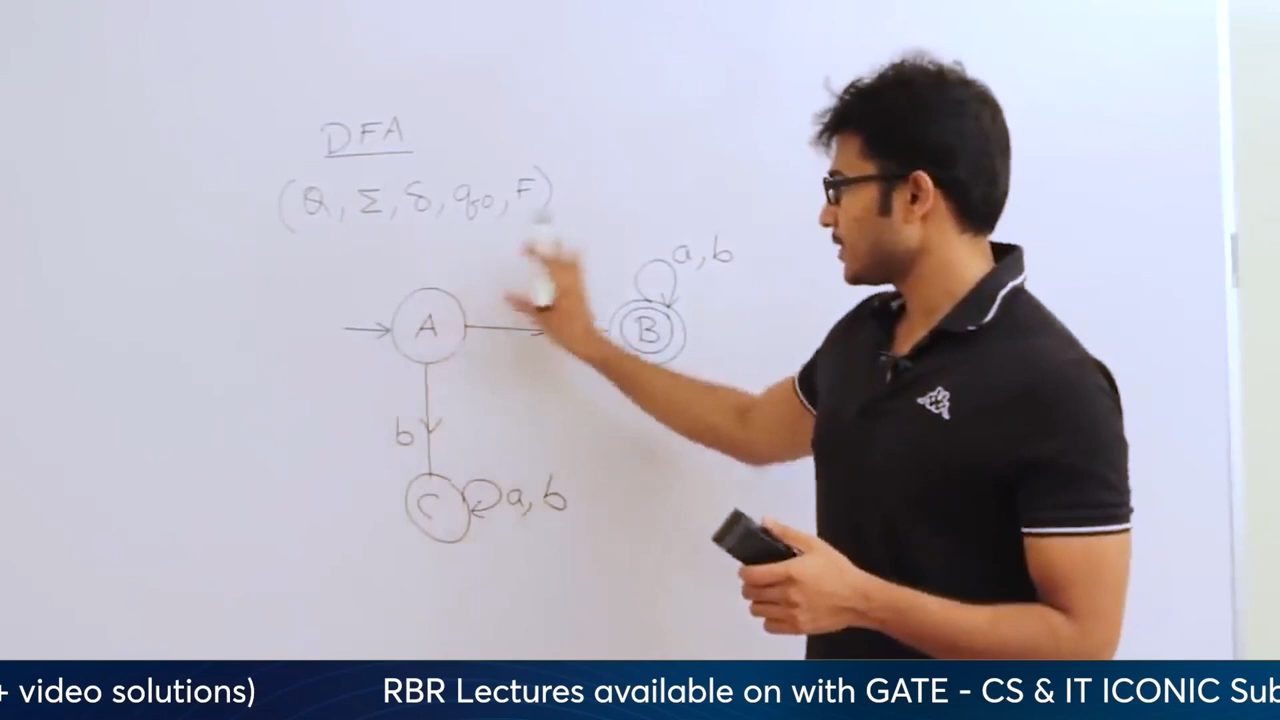 DFA
(Q, Σ, δ, q0, F)
a, b
A
B
b
C
a, b
+ video solutions) RBR Lectures available on with GATE - CS & IT ICONIC Sub